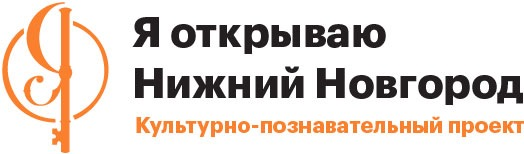 Я открываю
Нижний Новгород
Культурно-познавательный проект